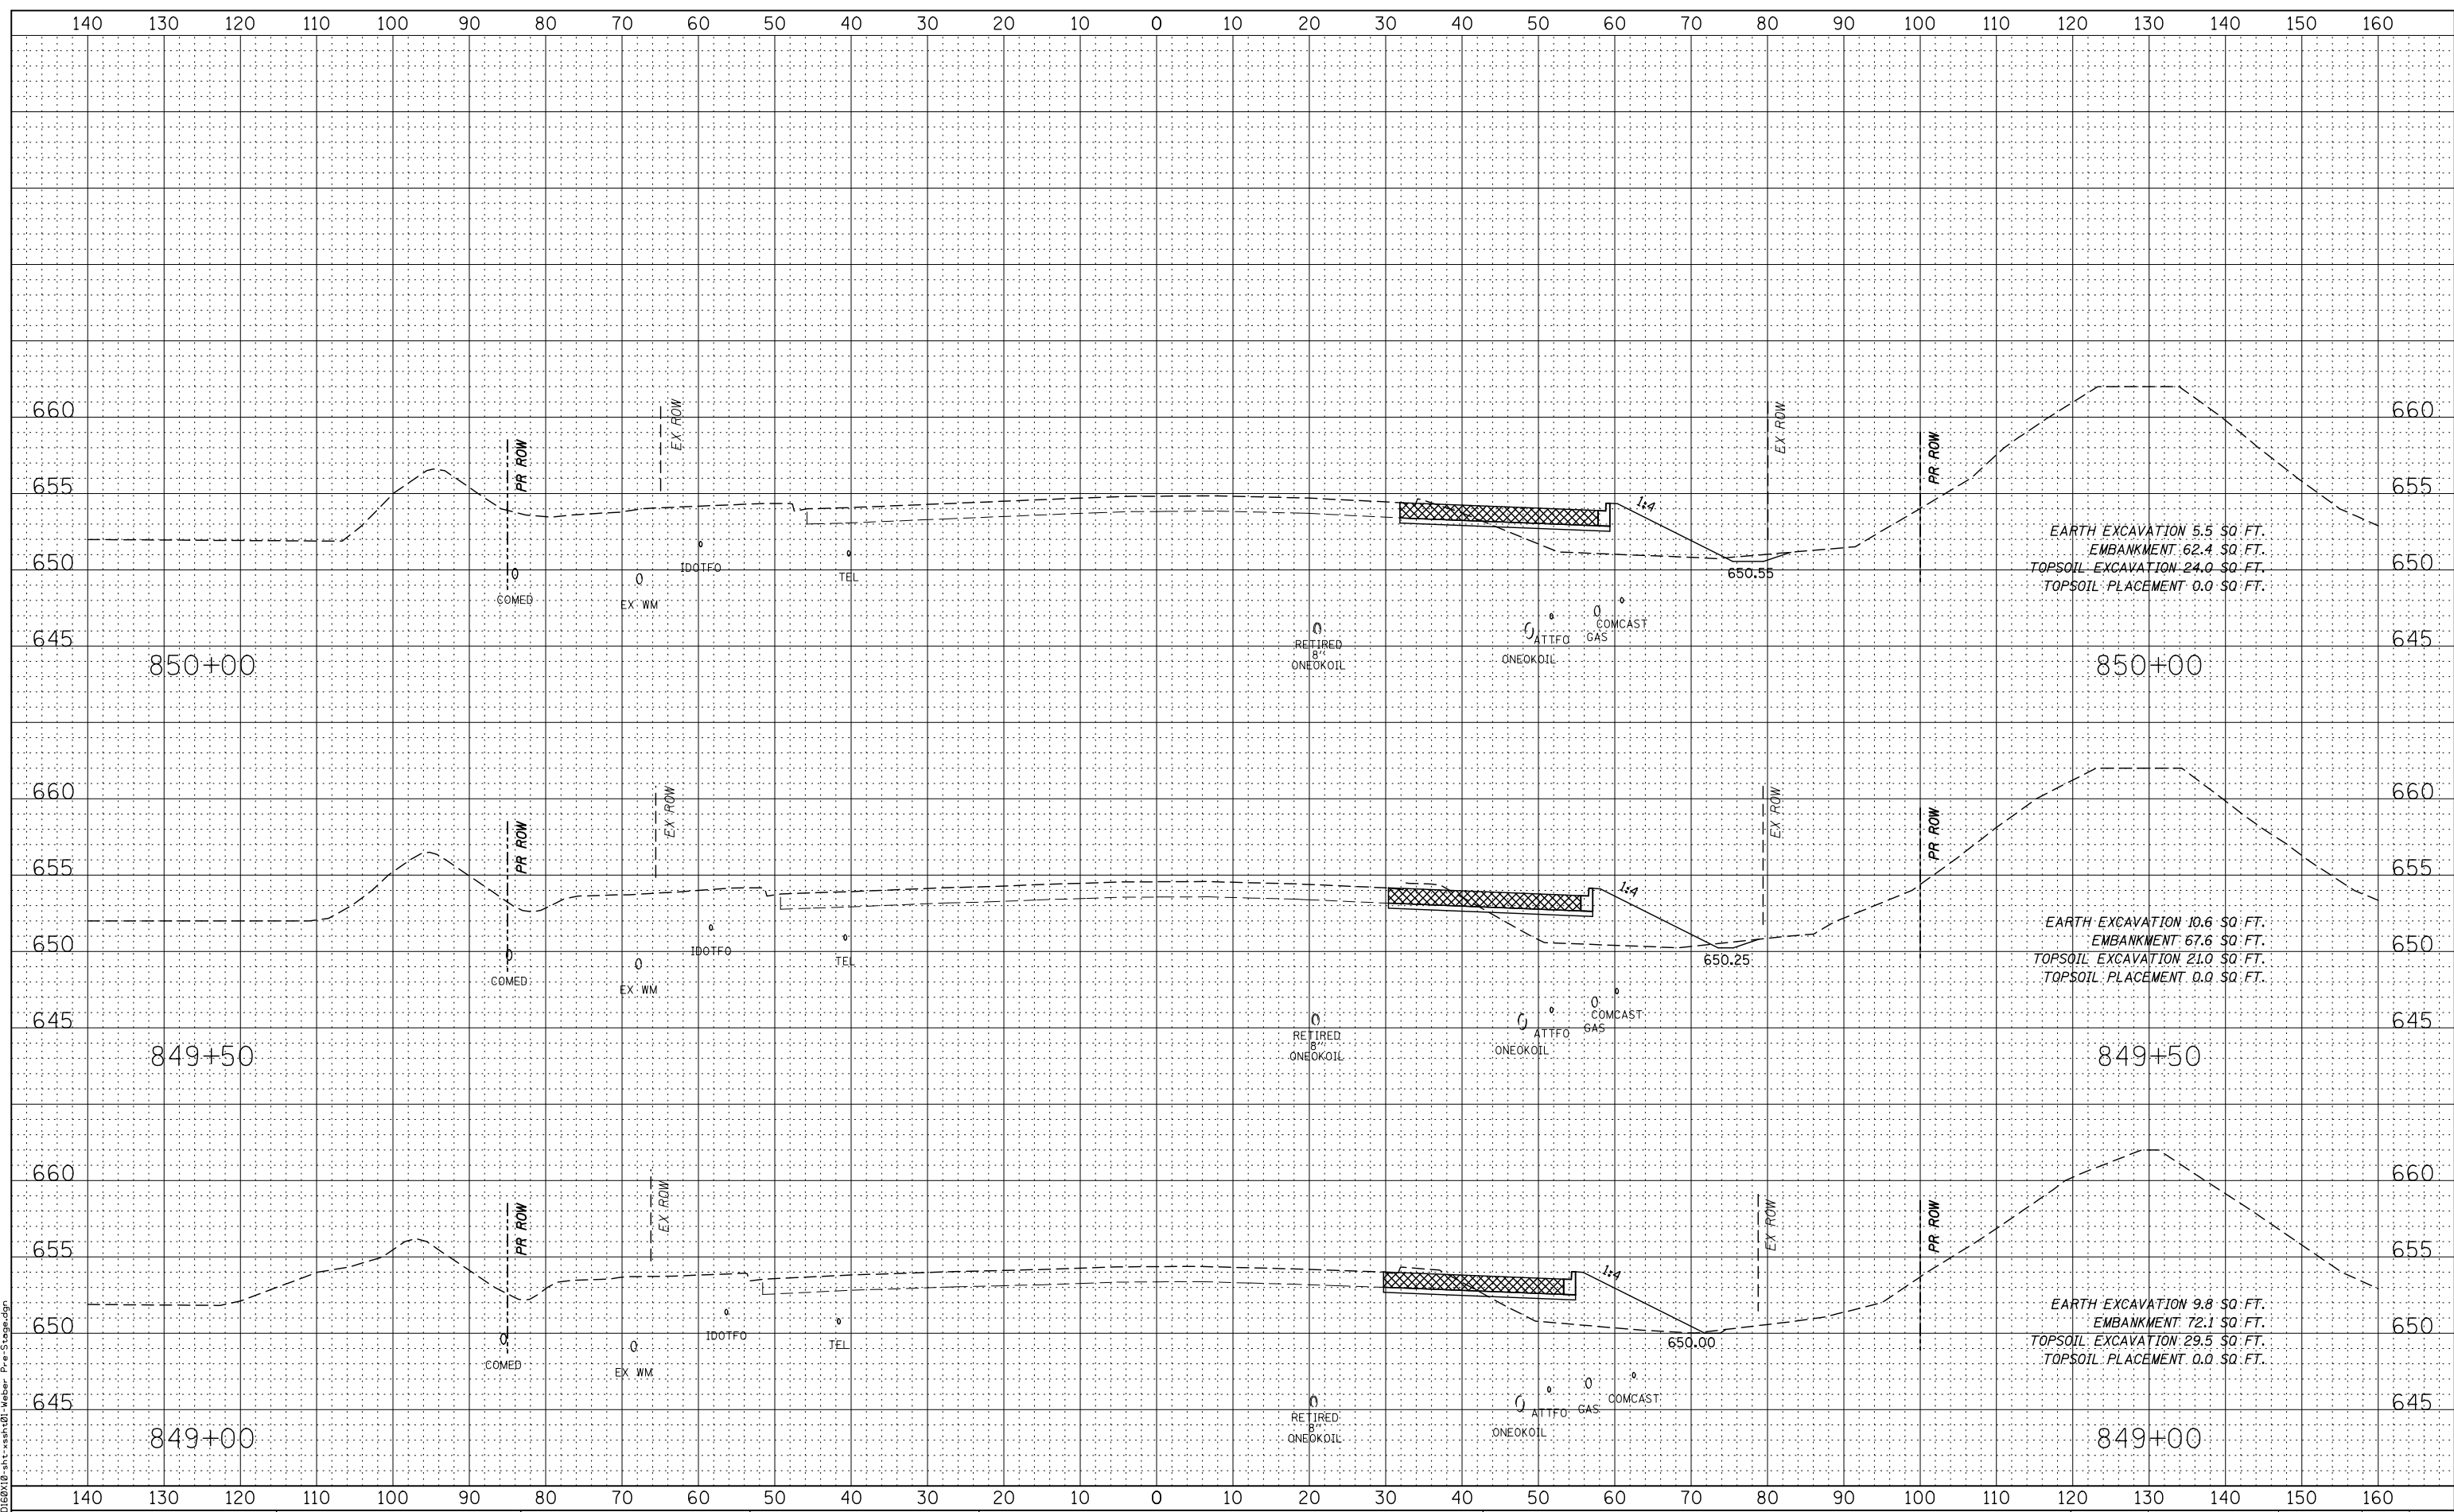 140 130 120 110 100 90 80 70 60 50 40 30 20 10 0 10 20 30 40 50 60 70 80 90 100 110 120 130 140 150 160
660 660
EX ROW EX ROW
PR ROW PR ROW
655 655
1:4
EARTH EXCAVATION 5.5 SQ FT.
EMBANKMENT 62.4 SQ FT.
TOPSOIL EXCAVATION 24.0 SQ FT.
TOPSOIL PLACEMENT 0.0 SQ FT.
650 650
650.55
IDOTFO
TEL
COMED
EX WM
COMCAST
ATTFO GAS
645 645
RETIRED
8"
ONEOKOIL
ONEOKOIL
850+00 850+00
660 660
EX ROW EX ROW
PR ROW PR ROW
655 655
1:4
EARTH EXCAVATION 10.6 SQ FT.
EMBANKMENT 67.6 SQ FT.
TOPSOIL EXCAVATION 21.0 SQ FT.
TOPSOIL PLACEMENT 0.0 SQ FT.
650 650
650.25
IDOTFO
TEL
COMED
EX WM
COMCAST
ATTFO GAS
645 645
RETIRED
8"
ONEOKOIL
ONEOKOIL
849+50 849+50
660 660
EX ROW EX ROW
PR ROW PR ROW
655 655
1:4
EARTH EXCAVATION 9.8 SQ FT.
EMBANKMENT 72.1 SQ FT.
TOPSOIL EXCAVATION 29.5 SQ FT.
TOPSOIL PLACEMENT 0.0 SQ FT.
650 650
650.00
IDOTFO
TEL
COMED
EX WM
COMCAST
ATTFO GAS
645 645
RETIRED
8"
ONEOKOIL
ONEOKOIL
849+00 849+00
D160X10-sht-xssht01-Weber Pre-Stage.dgn
140 130 120 110 100 90 80 70 60 50 40 30 20 10 0 10 20 30 40 50 60 70 80 90 100 110 120 130 140 150 160